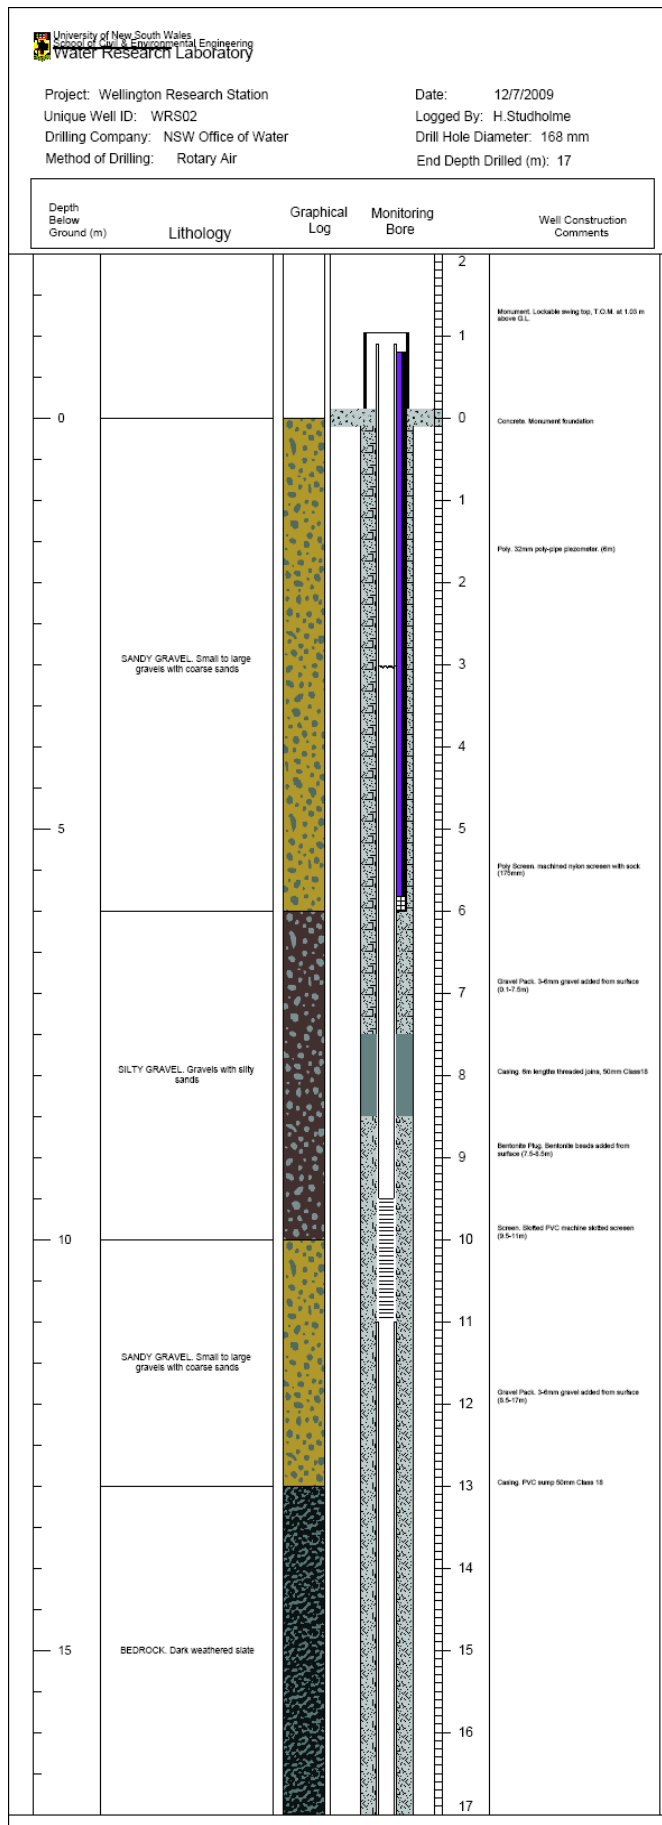 University of New South Wales
School of Civil & Environmental Engineering
Water Research Laboratory
Project: Wellington Research Station
Date: 12/7/2009
Unique Well ID: WRS02
Logged By: H.Studholme
Drilling Company: NSW Office of Water
Drill Hole Diameter: 168 mm
Method of Drilling: Rotary Air
End Depth Drilled (m): 17
Depth
Below
Ground (m)
Lithology
Graphical
Log
Monitoring
Bore
Well Construction
Comments
2
Monument. Lockable swing top, T.O.M. at 1.03 m
above G.L.
1
0
0
Concrete. Monument foundation
1
Poly. 32mm poly-pipe piezometer. (6m)
2
SANDY GRAVEL. Small to large
gravels with coarse sands
3
4
5
5
Poly Screen. machined nylon screeen with sock
(175mm)
6
Gravel Pack. 3-6mm gravel added from surface
(0.1-7.5m)
7
SILTY GRAVEL. Gravels with silty
sands
8
Casing. 6m lengths threaded joins, 50mm Class18
Bentonite Plug. Bentonite beads added from
surface (7.5-8.5m)
9
Screen. Slotted PVC machine slotted screeen
(9.5-11m)
10
10
11
SANDY GRAVEL. Small to large
gravels with coarse sands
Gravel Pack. 3-6mm gravel added from surface
(8.5-17m)
12
Casing. PVC sump 50mm Class 18
13
14
15
BEDROCK. Dark weathered slate
15
16
17